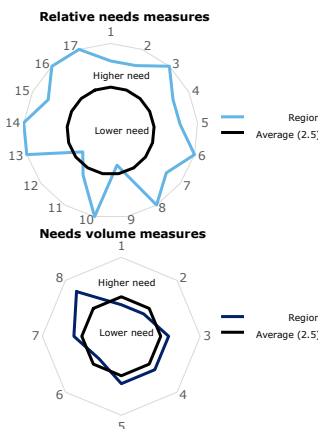 Relative needs measures
1
17
2
16
3
Higher need
15
4
Region
14
Lower need
5
Average (2.5)
13
6
12
7
11
8
10
9
Needs volume measures
1
8
Higher need
2
Region
7
Lower need
3
Average (2.5)
6
4
5